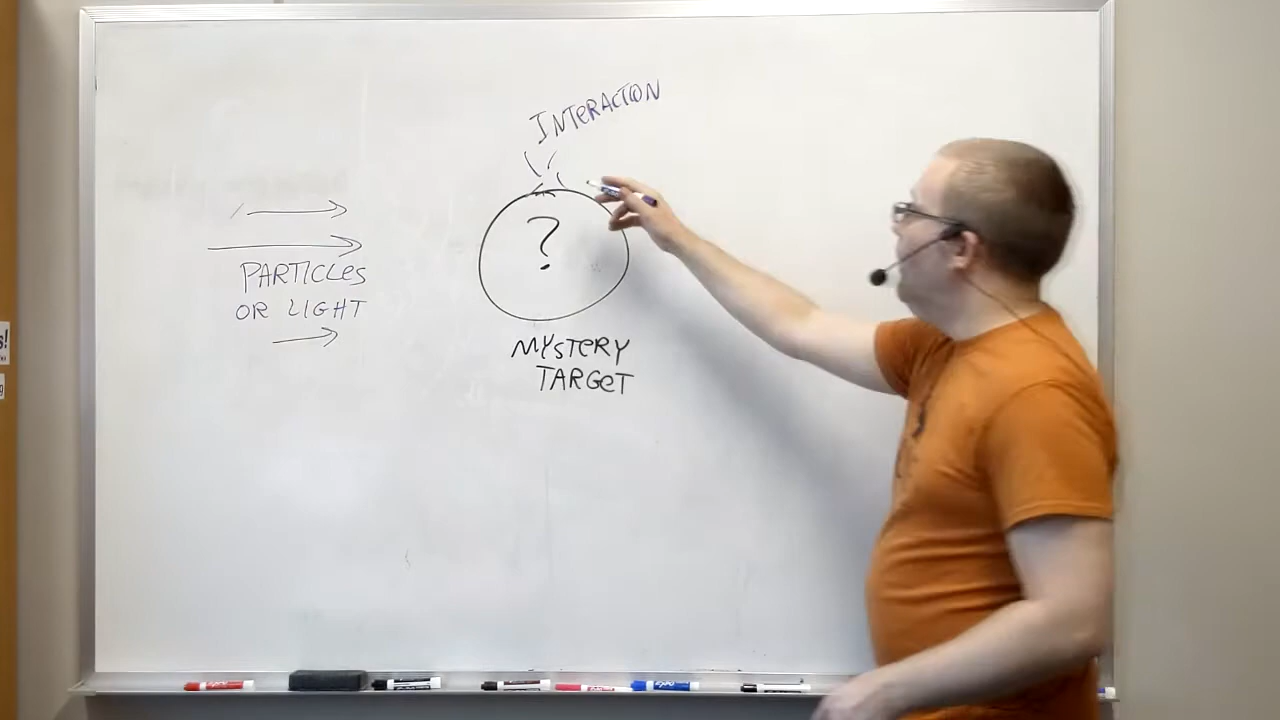 INTERACTION
PARTICLES
OR LIGHT
?
MYSTERY
TARGET